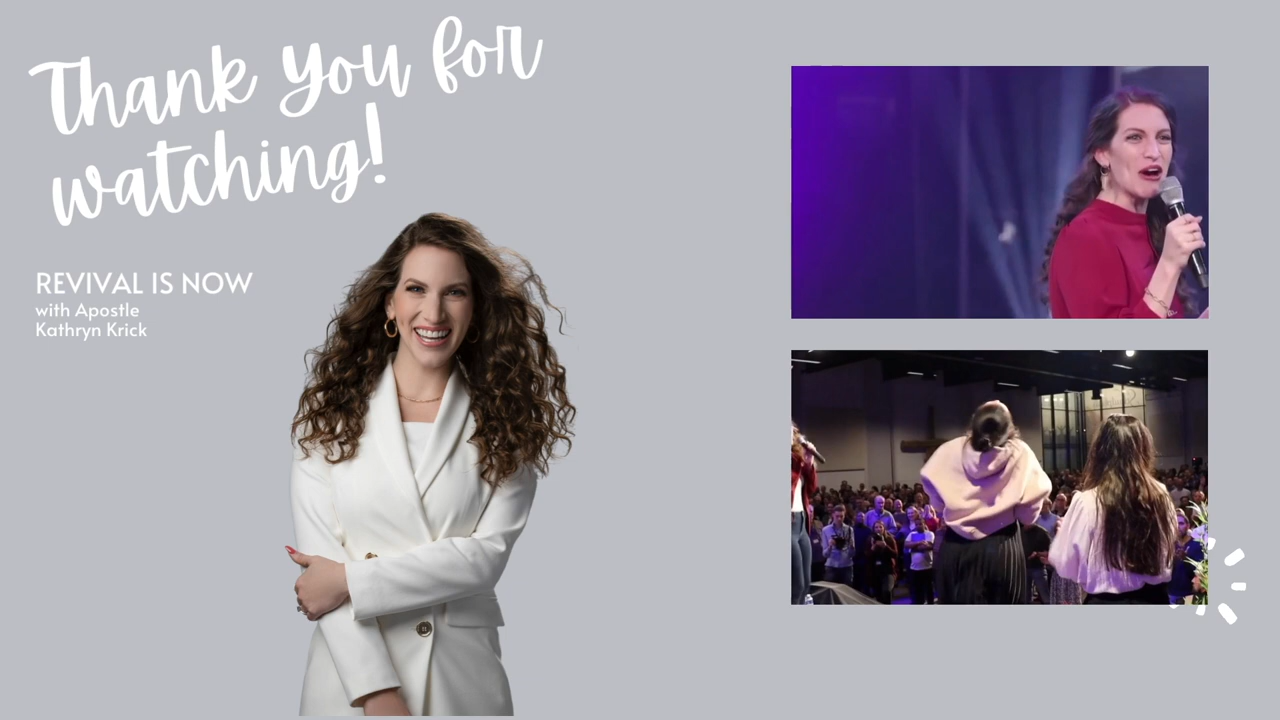 Thank you for
watching!
REVIVAL IS NOW
with Apostle
Kathryn Krick